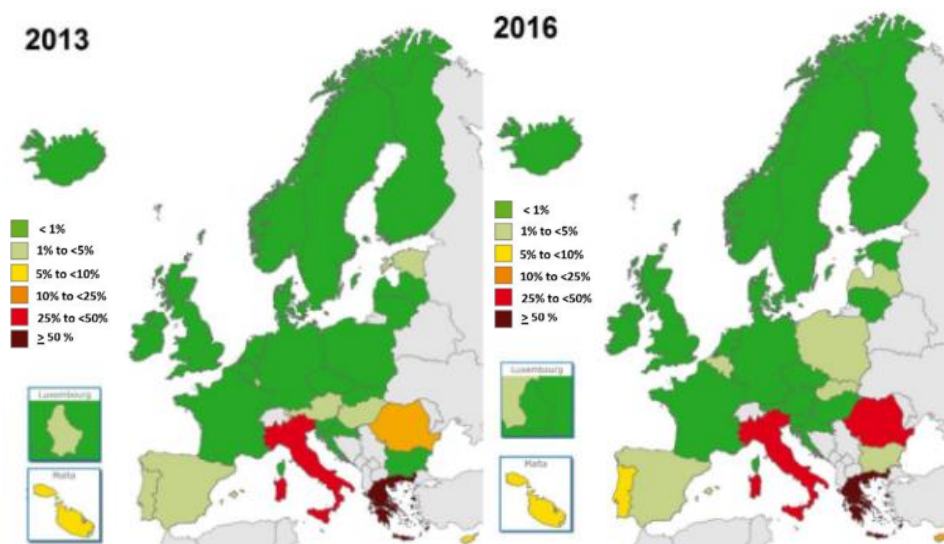 2013
< 1%
1% to <5%
5% to <10%
10% to <25%
25% to <50%
≥ 50 %
Luxembourg
Malta
2016
< 1%
1% to <5%
5% to <10%
10% to <25%
25% to <50%
≥ 50 %
Luxembourg
Malta